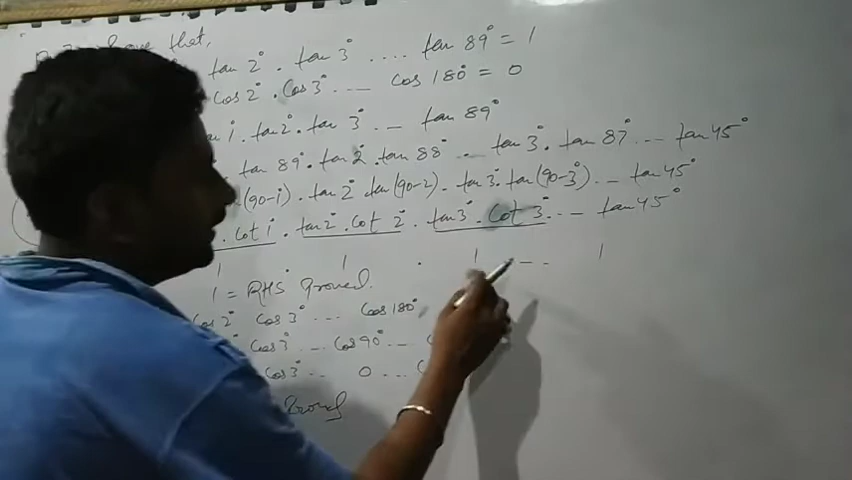 that,
tan 2° . tan 3° .... tan 89° = 1
cos 2° . Cos 3° .... cos 180° = 0
tan 2° . tan 3° . - - tan 89°
tan 89° . tan 2° . tan 88° .. tan 3° . tan 87° ... tan 45°
(90-1) . tan 2° tan (90-2) . tan 3° . tan (90-3°) .. - tan 45°
. cot 1° . tan 2° . cot 2° . tan 3° . Cot 3° .. - tan 45°
1 1 . 1 - - . 1
1 = RHS Proved.
Cos 2° Cos 3° ... Cos 180°
Cos 3° ... Cos 90° ...
Cos 3° .. 0 ...
Proved